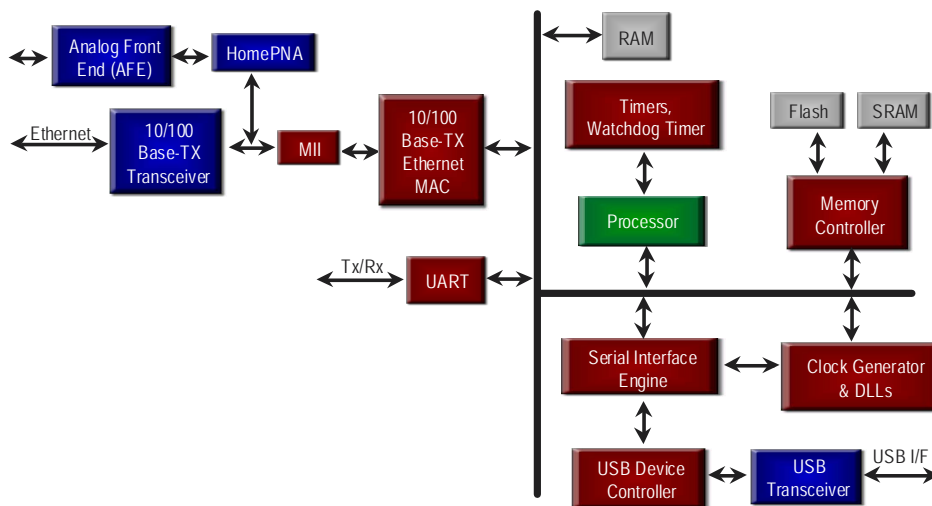 Analog Front
End (AFE)
HomePNA
RAM
Timers,
Watchdog Timer
Flash
SRAM
Ethernet
10/100
Base-TX
Transceiver
MII
10/100
Base-TX
Ethernet
MAC
Processor
Memory
Controller
Tx/Rx
UART
Serial Interface
Engine
Clock Generator
& DLLs
USB Device
Controller
USB
Transceiver
USB I/F